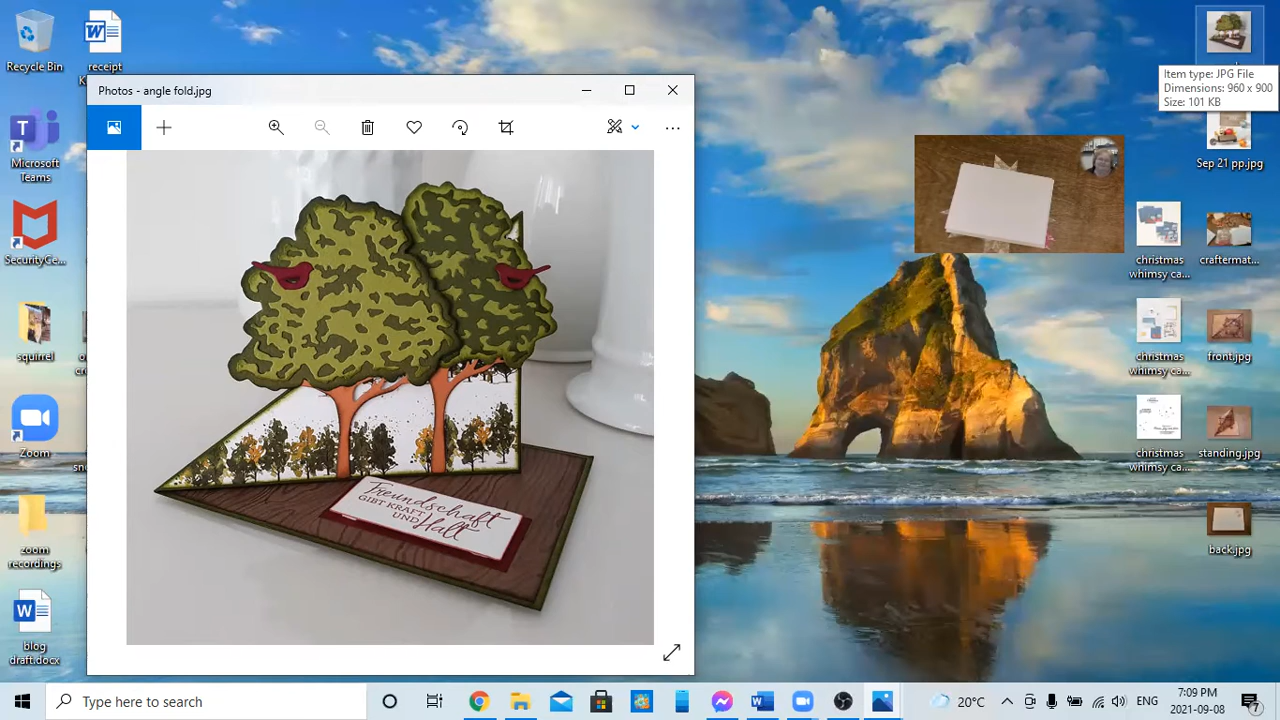 Recycle Bin
receipt
K
Microsoft
Teams
SecurityCe...
squirrel
Zoom
zoom
recordings
blog
draft.docx
Photos - angle fold.jpg
Freundschaft
GIBT KRAFT
UND
Halt
Item type: JPG File
Dimensions: 960 x 900
Size: 101 KB
Sep 21 pp.jpg
christmas
whimsy ca...
craftermat...
christmas
whimsy ca...
front.jpg
christmas
whimsy ca...
standing.jpg
back.jpg
Type here to search
20°C
ENG
7:09 PM
2021-09-08
7